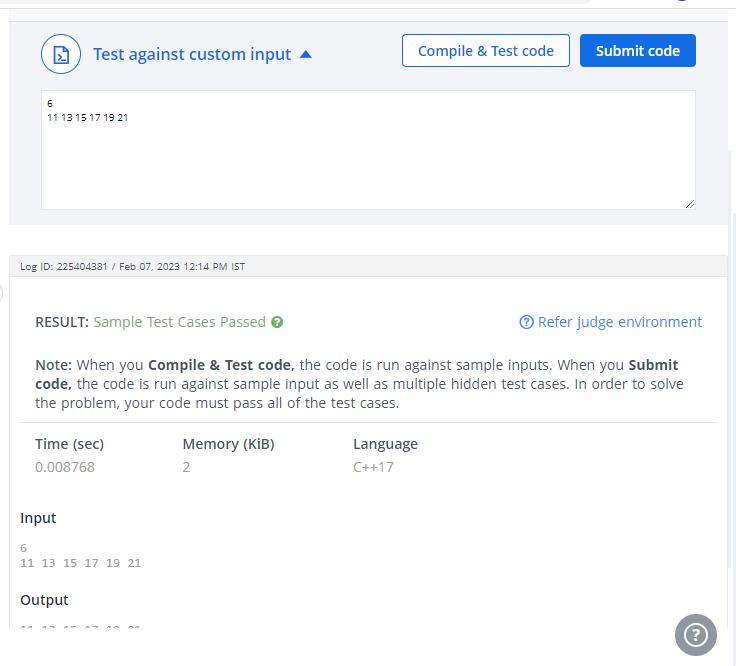 Test against custom input
Compile & Test code
Submit code
6
11 13 15 17 19 21
Log ID: 225404381 / Feb 07, 2023 12:14 PM IST
RESULT: Sample Test Cases Passed
Refer judge environment
Note: When you Compile & Test code, the code is run against sample inputs. When you Submit
code, the code is run against sample input as well as multiple hidden test cases. In order to solve
the problem, your code must pass all of the test cases.
Time (sec)
Memory (KiB)
Language
0.008768
2
C++17
Input
6
11 13 15 17 19 21
Output